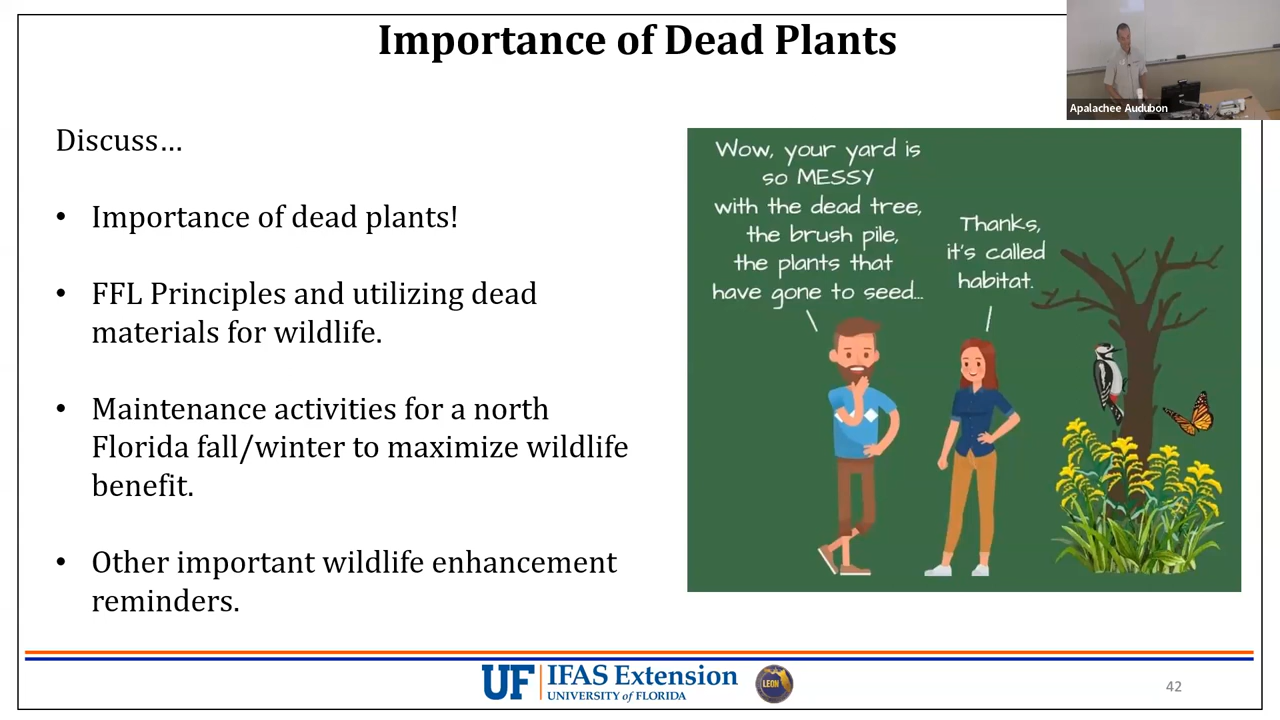 Importance of Dead Plants
Apalachee Audubon
Discuss…
• Importance of dead plants!
• FFL Principles and utilizing dead
materials for wildlife.
• Maintenance activities for a north
Florida fall/winter to maximize wildlife
benefit.
• Other important wildlife enhancement
reminders.
Wow, your yard is
so MESSY
with the dead tree,
the brush pile,
the plants that
have gone to seed...
Thanks,
it's called
habitat.
UF IFAS Extension
UNIVERSITY of FLORIDA
LEON
42